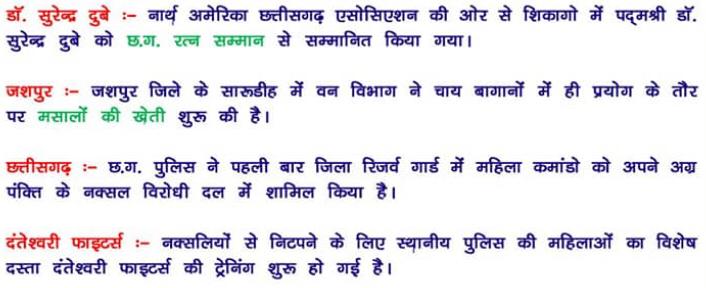 डॉ. सुरेन्द्र दुबे :– नार्थ अमेरिका छत्तीसगढ़ एसोसिएशन की ओर से शिकागो में पद्मश्री डॉ.
सुरेन्द्र दुबे को छ.ग. रत्न सम्मान से सम्मानित किया गया।
जशपुर :– जशपुर जिले के सारूडीह में वन विभाग ने चाय बागानों में ही प्रयोग के तौर
पर मसालों की खेती शुरू की है।
छत्तीसगढ़ :– छ.ग. पुलिस ने पहली बार जिला रिजर्व गार्ड में महिला कमांडो को अपने अग्र
पंक्ति के नक्सल विरोधी दल में शामिल किया है।
दंतेश्वरी फाइटर्स :– नक्सलियों से निटपने के लिए स्थानीय पुलिस की महिलाओं का विशेष
दस्ता दंतेश्वरी फाइटर्स की ट्रेनिंग शुरू हो गई है।